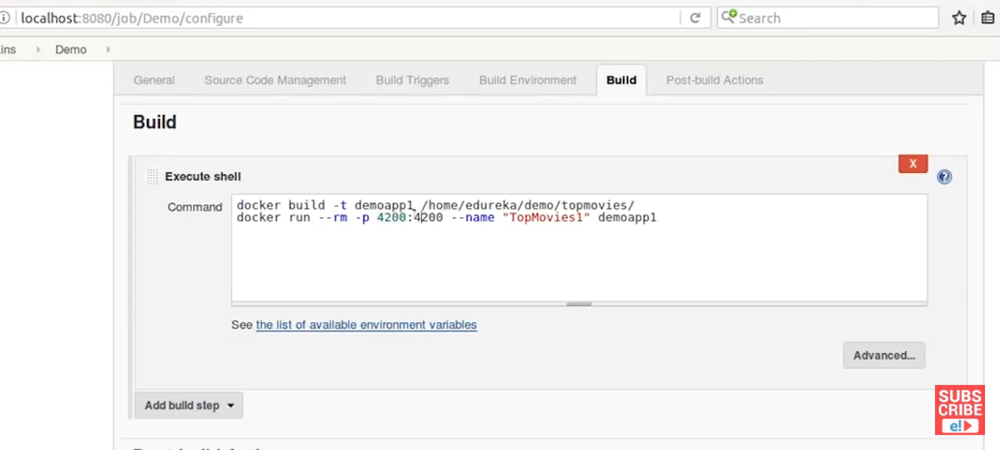 localhost:8080/job/Demo/configure
Search
ins
Demo
General Source Code Management Build Triggers Build Environment Build Post-build Actions
Build
X
Execute shell
?
Command
docker build -t demoapp1 /home/edureka/demo/topmovies/
docker run --rm -p 4200:4200 --name "TopMovies1" demoapp1
See the list of available environment variables
Advanced...
Add build step
SUBS
CRIBE
e!